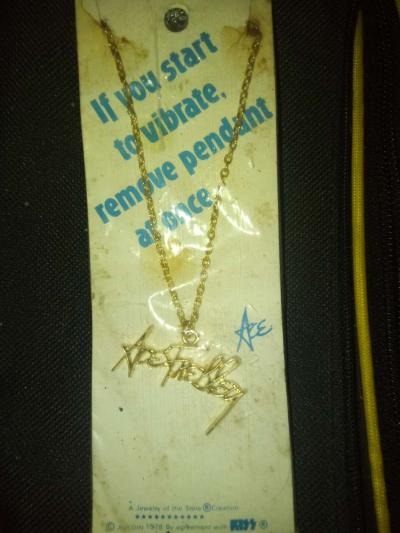 If you start
to vibrate,
remove pendant
at once
Ace
Ace Frehley
A Jewelry of the Stars ® Creation
★★★★★★★★★★★
© Aucoin 1978 By agreement with KISS ®